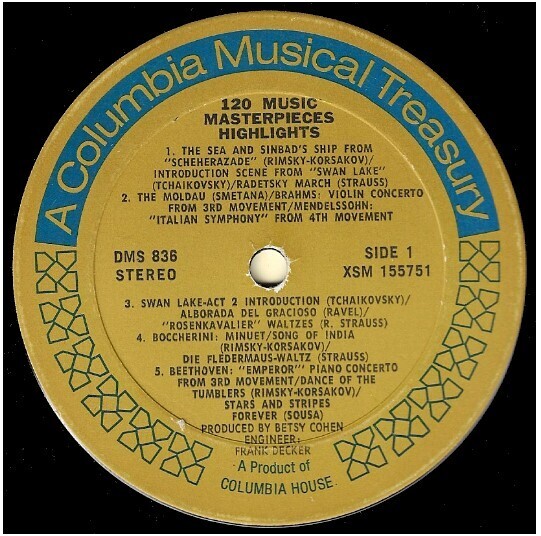 A Columbia Musical Treasury
120 MUSIC
MASTERPIECES
HIGHLIGHTS
1. THE SEA AND SINBAD'S SHIP FROM
"SCHEHERAZADE" (RIMSKY-KORSAKOV)/
INTRODUCTION SCENE FROM "SWAN LAKE"
(TCHAIKOVSKY)/RADETSKY MARCH (STRAUSS)
2. THE MOLDAU (SMETANA)/BRAHMS: VIOLIN CONCERTO
FROM 3RD MOVEMENT/MENDELSSOHN:
"ITALIAN SYMPHONY" FROM 4TH MOVEMENT
DMS 836
STEREO
SIDE 1
XSM 155751
3. SWAN LAKE-ACT 2 INTRODUCTION (TCHAIKOVSKY)/
ALBORADA DEL GRACIOSO (RAVEL)/
"ROSENKAVALIER" WALTZES (R. STRAUSS)
4. BOCCHERINI: MINUET/SONG OF INDIA
(RIMSKY-KORSAKOV)/
DIE FLEDERMAUS-WALTZ (STRAUSS)
5. BEETHOVEN: "EMPEROR"' PIANO CONCERTO
FROM 3RD MOVEMENT/DANCE OF THE
TUMBLERS (RIMSKY-KORSAKOV)/
STARS AND STRIPES
FOREVER (SOUSA)
PRODUCED BY BETSY COHEN
ENGINEER:
FRANK DECKER
A Product of
COLUMBIA HOUSE